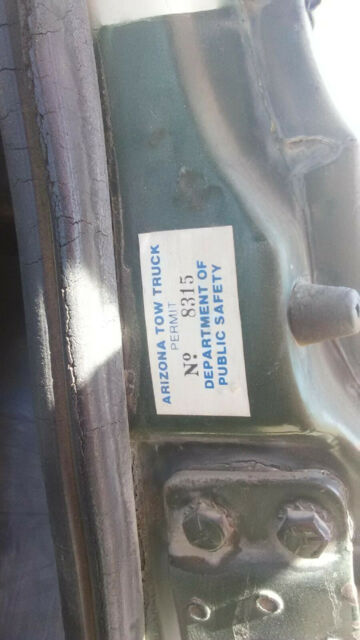 ARIZONA TOW TRUCK
PERMIT
Nº 8315
DEPARTMENT OF
PUBLIC SAFETY